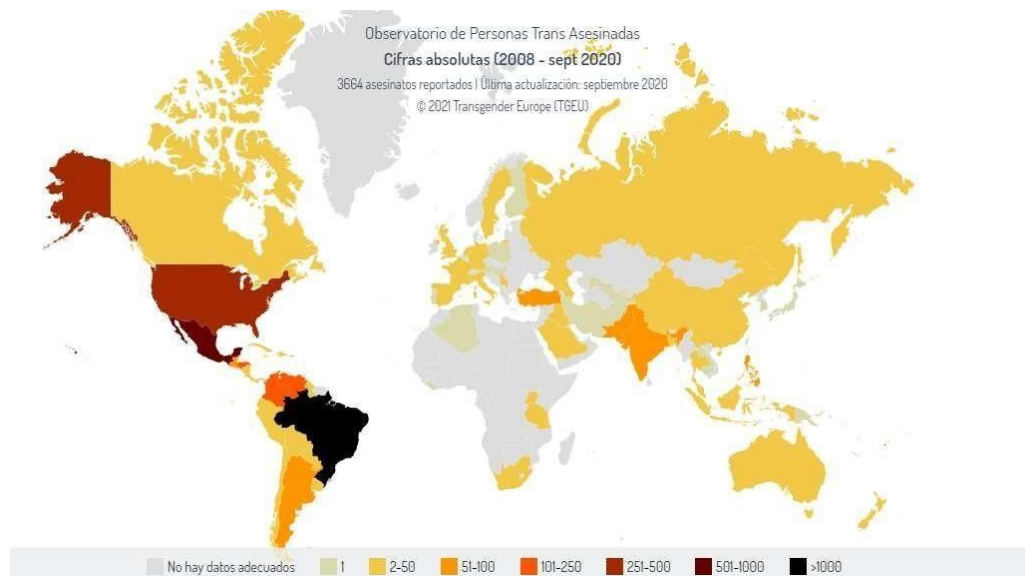 Observatorio de Personas Trans Asesinadas
Cifras absolutas (2008 - sept 2020)
3664 asesinatos reportados | Última actualización: septiembre 2020
© 2021 Transgender Europe (TGEU)
No hay datos adecuados 1 2-50 51-100 101-250 251-500 501-1000 >1000